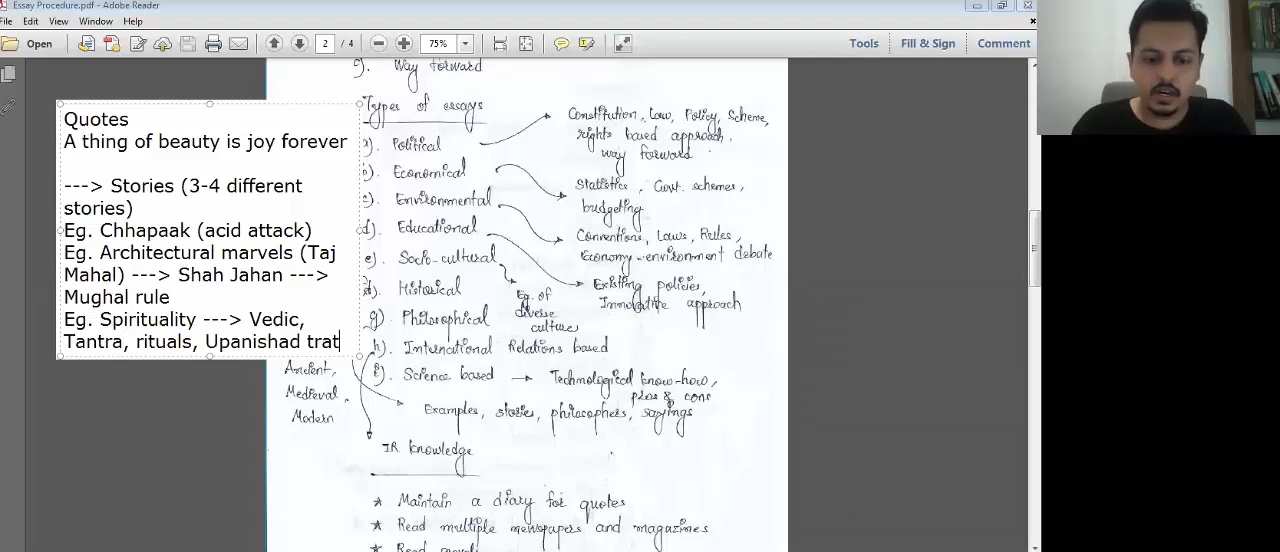 Essay Procedure.pdf - Adobe Reader
File Edit View Window Help
Open
2 / 4
75%
Tools
Fill & Sign
Comment
Quotes
A thing of beauty is joy forever
---> Stories (3-4 different
stories)
Eg. Chhapaak (acid attack)
Eg. Architectural marvels (Taj
Mahal) ---> Shah Jahan --->
Mughal rule
Eg. Spirituality ---> Vedic,
Tantra, rituals, Upanishad trat
Way forward
Types of essays
a). Political
Constitution, Law, Policy, Scheme,
rights based approach,
way forward
b). Economical
Statistics, Govt. schemes,
budgeting
c). Environmental
Conventions, Laws, Rules,
Economy-environment debate
d). Educational
Existing policies,
Innovative approach
e). Socio-cultural
Eg. of
diverse
cultures
Historical
g). Philosophical
h). International Relations based
i). Science based → Technological know-how,
pros & cons
Ancient,
Medieval,
Modern
Examples, stories, philosophers, sayings
IR knowledge
★ Maintain a diary for quotes
★ Read multiple newspapers and magazines
★ Read novels